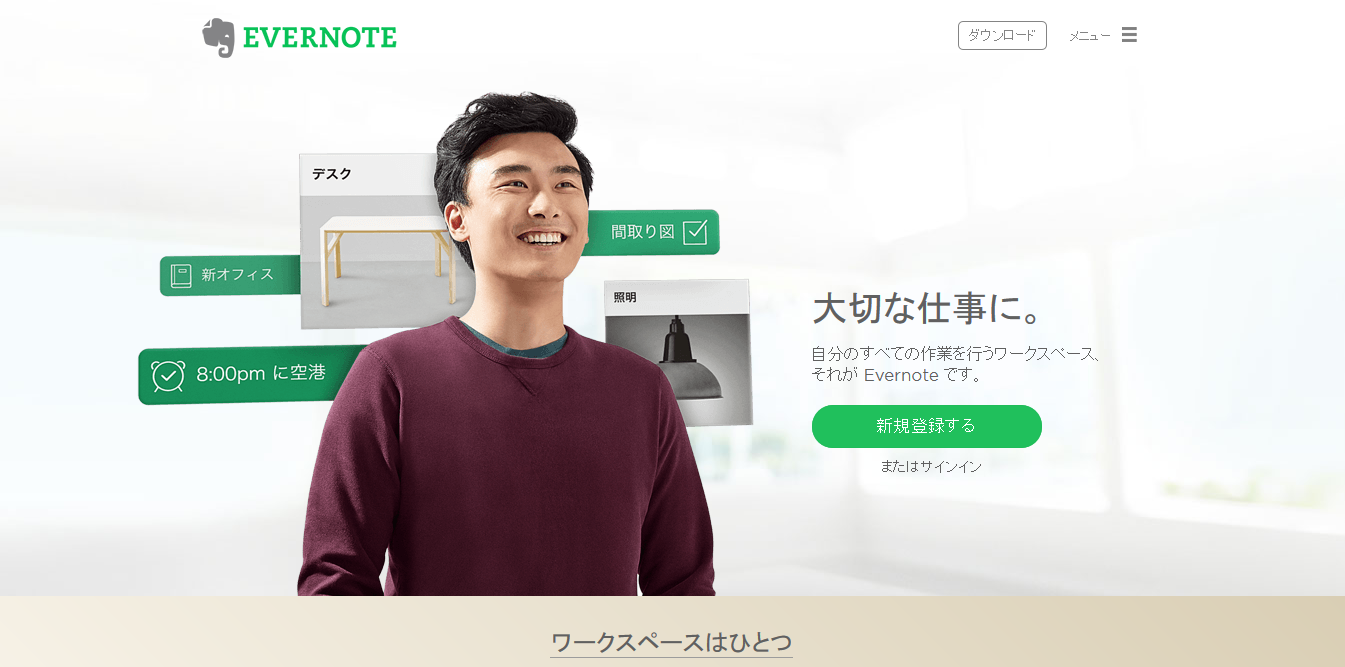 EVERNOTE
ダウンロード
メニュー
デスク
間取り図
新オフィス
照明
8:00pm に空港
大切な仕事に。
自分のすべての作業を行うワークスペース、
それが Evernote です。
新規登録する
またはサインイン
ワークスペースはひとつ